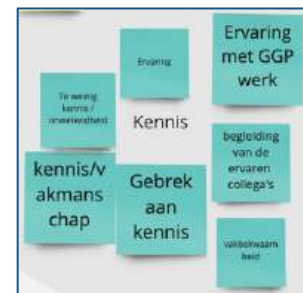 Ervaring
met GGP
werk
Ervaring
Te weinig
kennis /
onwetendheid
Kennis
begleiding
van de
ervaren
collega's
kennis/v
akmans
chap
Gebrek
aan
kennis
vakbekwaam
heid